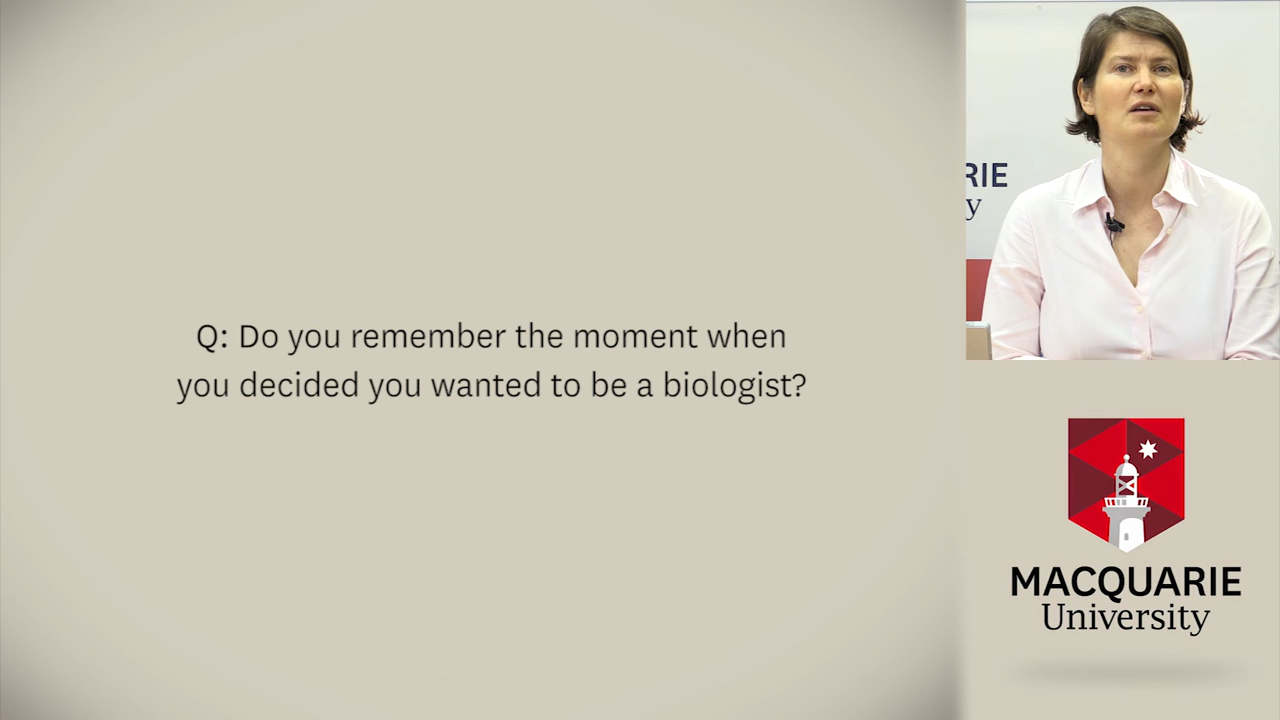 Q: Do you remember the moment when
you decided you wanted to be a biologist?
RIE
y
MACQUARIE
University